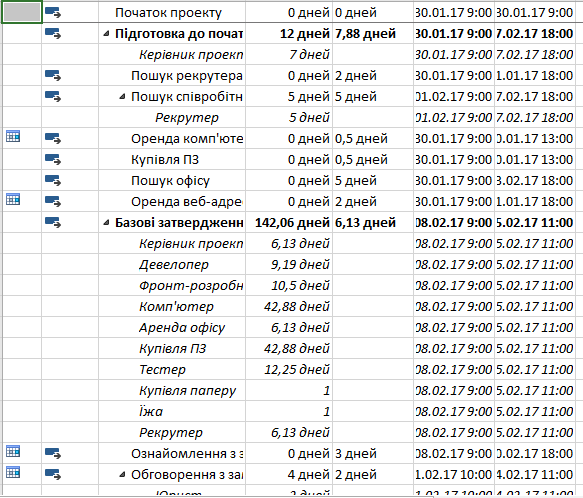 Початок проекту 0 дней 0 дней 30.01.17 9:00 30.01.17 9:00
Підготовка до почат 12 дней 7,88 дней 30.01.17 9:00 7.02.17 18:00
Керівник проект 7 дней 30.01.17 9:00 7.02.17 18:00
Пошук рекрутера 0 дней 2 дней 30.01.17 9:00 1.01.17 18:00
Пошук співробітн 5 дней 5 дней 01.02.17 9:00 7.02.17 18:00
Рекрутер 5 дней 01.02.17 9:00 7.02.17 18:00
Оренда комп'юте 0 дней 0,5 дней 30.01.17 9:00 0.01.17 13:00
Купівля ПЗ 0 дней 0,5 дней 30.01.17 9:00 0.01.17 13:00
Пошук офісу 0 дней 5 дней 30.01.17 9:00 3.02.17 18:00
Оренда веб-адрес 0 дней 2 дней 30.01.17 9:00 1.01.17 18:00
Базові затвердженн 142,06 дней 6,13 дней 08.02.17 9:00 5.02.17 11:00
Керівник проект 6,13 дней 08.02.17 9:00 5.02.17 11:00
Девелопер 9,19 дней 08.02.17 9:00 5.02.17 11:00
Фронт-розробн 10,5 дней 08.02.17 9:00 5.02.17 11:00
Комп'ютер 42,88 дней 08.02.17 9:00 5.02.17 11:00
Аренда офісу 6,13 дней 08.02.17 9:00 5.02.17 11:00
Купівля ПЗ 42,88 дней 08.02.17 9:00 5.02.17 11:00
Тестер 12,25 дней 08.02.17 9:00 5.02.17 11:00
Купівля паперу 1 08.02.17 9:00 5.02.17 11:00
Їжа 1 08.02.17 9:00 5.02.17 11:00
Рекрутер 6,13 дней 08.02.17 9:00 5.02.17 11:00
Ознайомлення з з 0 дней 3 дней 08.02.17 9:00 0.02.17 18:00
Обговорення з зам 4 дней 2 дней 1.02.17 10:00 4.02.17 11:00